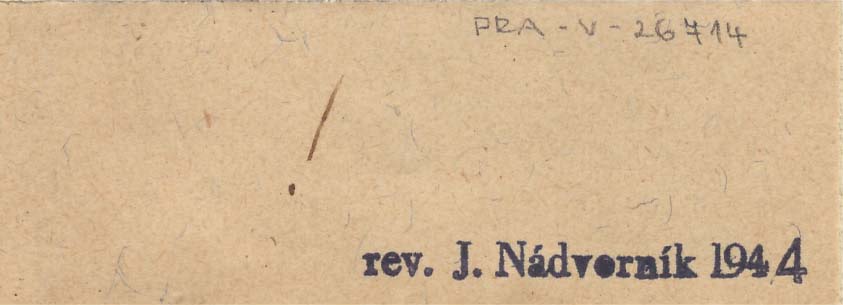 PRA-V-26714
!
rev. J. Nádvorník 1944